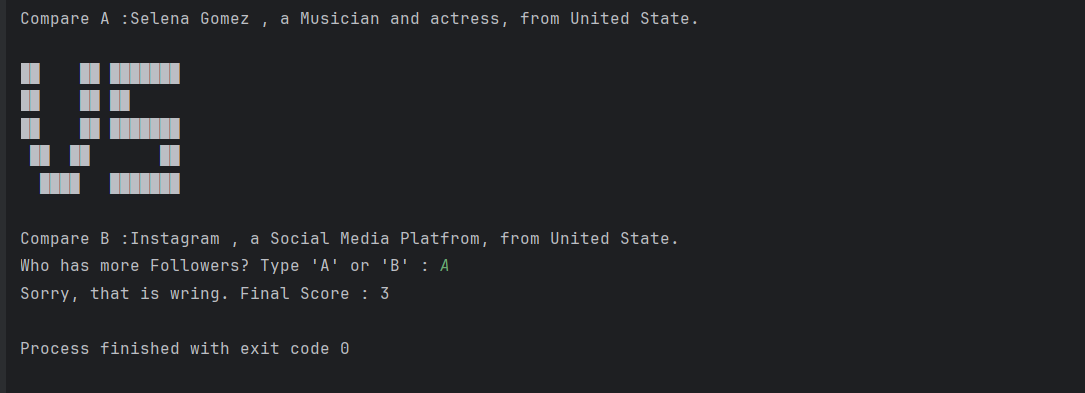 Compare A :Selena Gomez , a Musician and actress, from United State.
VS
Compare B :Instagram , a Social Media Platfrom, from United State.
Who has more Followers? Type 'A' or 'B' : A
Sorry, that is wring. Final Score : 3
Process finished with exit code 0